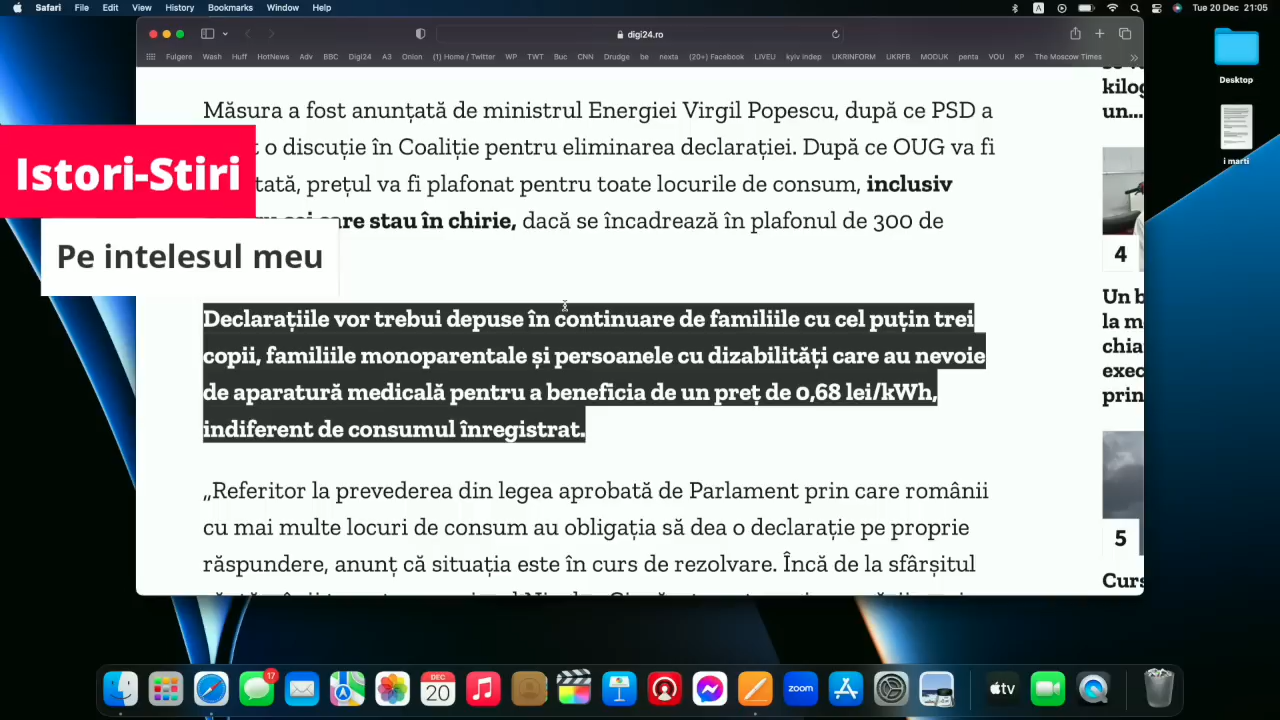 Safari File Edit View History Bookmarks Window Help
A
Tue 20 Dec 21:05
digi24.ro
Fulgere Wash Huff HotNews Adv BBC Digi24 A3 Onion (1) Home / Twitter WP TWT Buc CNN Drudge be nexta (20+) Facebook LIVEU kyiv indep UKRINFORM UKRFB MODUK penta VOU KP The Moscow Times
Desktop
i marti
Măsura a fost anunțată de ministrul Energiei Virgil Popescu, după ce PSD a
o discuție în Coaliție pentru eliminarea declarației. După ce OUG va fi
prețul va fi plafonat pentru toate locurile de consum, inclusiv
care stau în chirie, dacă se încadrează în plafonul de 300 de
Istori-Stiri
Pe intelesul meu
Declarațiile vor trebui depuse în continuare de familiile cu cel puțin trei
copii, familiile monoparentale și persoanele cu dizabilități care au nevoie
de aparatură medicală pentru a beneficia de un preț de 0,68 lei/kWh,
indiferent de consumul înregistrat.
„Referitor la prevederea din legea aprobată de Parlament prin care românii
cu mai multe locuri de consum au obligația să dea o declarație pe proprie
răspundere, anunț că situația este în curs de rezolvare. Încă de la sfârșitul
kilog
un...
4
Un b
la m
chia
exec
prin
5
Curs
17
DEC
20
zoom
tv